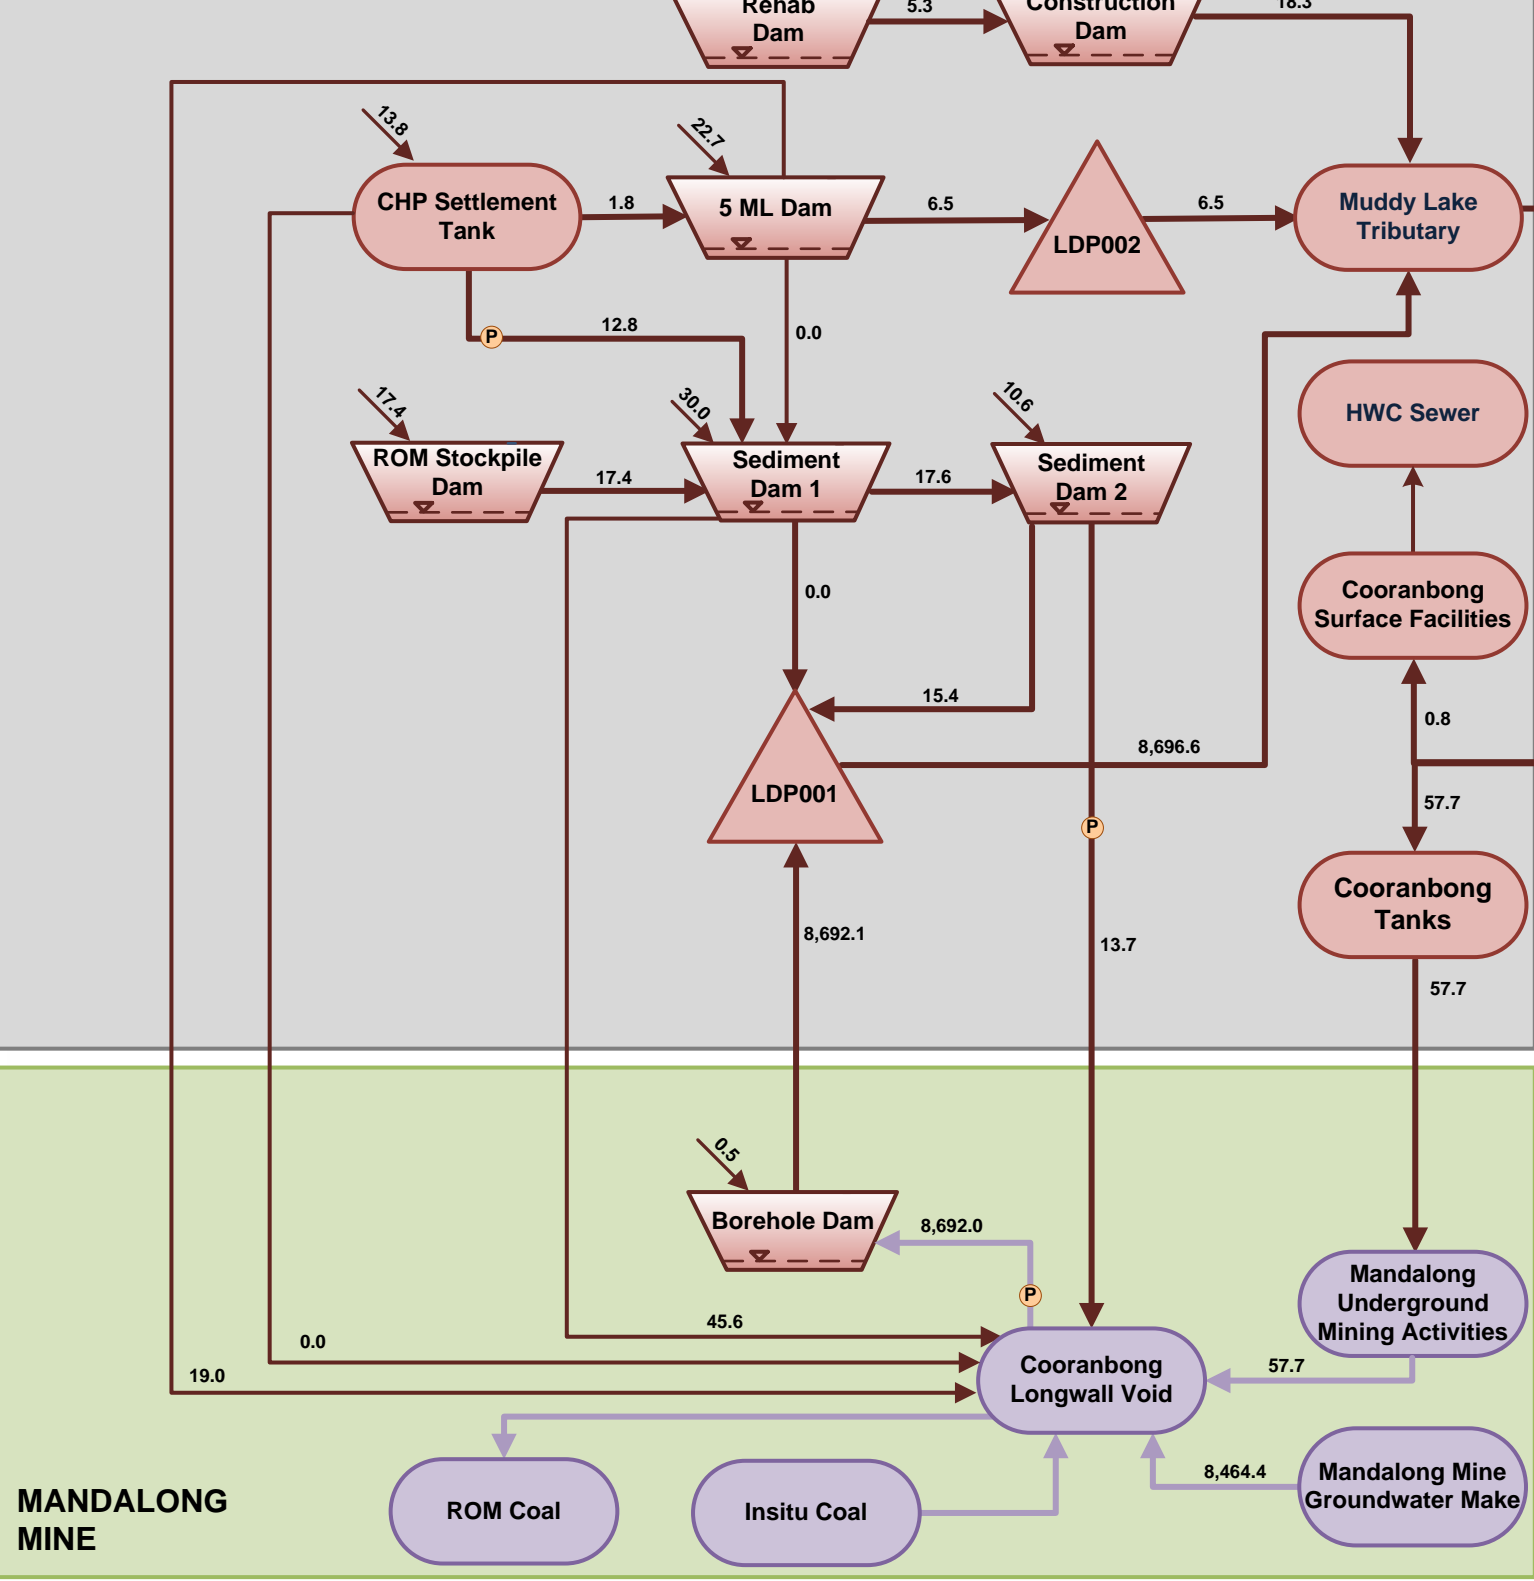 Rehab
Dam
5.3
Construction
Dam
18.3
13.8
22.7
CHP Settlement
Tank
1.8
5 ML Dam
6.5
LDP002
6.5
Muddy Lake
Tributary
P
12.8
0.0
17.4
30.0
10.6
HWC Sewer
ROM Stockpile
Dam
17.4
Sediment
Dam 1
17.6
Sediment
Dam 2
0.0
Cooranbong
Surface Facilities
15.4
0.8
8,696.6
LDP001
57.7
P
Cooranbong
Tanks
8,692.1
13.7
57.7
0.5
Borehole Dam
8,692.0
P
Mandalong
Underground
Mining Activities
45.6
0.0
19.0
Cooranbong
Longwall Void
57.7
8,464.4
Mandalong Mine
Groundwater Make
ROM Coal
Insitu Coal
MANDALONG
MINE